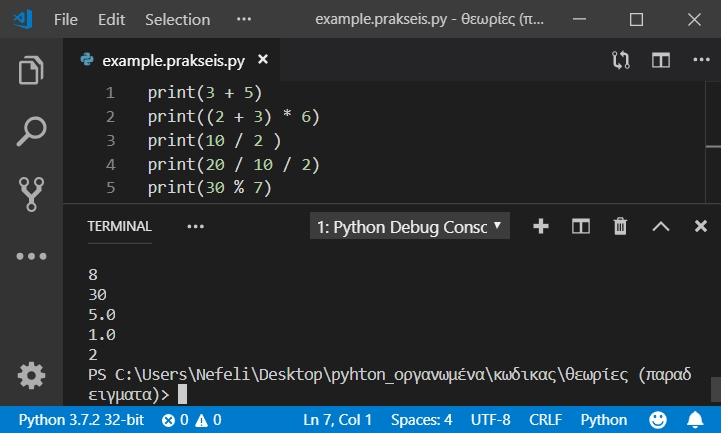 File Edit Selection ··· example.prakseis.py - θεωρίες (π...
example.prakseis.py ×
1 print(3 + 5)
2 print((2 + 3) * 6)
3 print(10 / 2 )
4 print(20 / 10 / 2)
5 print(30 % 7)
TERMINAL ··· 1: Python Debug Consc
8
30
5.0
1.0
2
PS C:\Users\Nefeli\Desktop\pyhton_οργανωμένα\κωδικας\θεωρίες (παραδ
ειγματα)>
Python 3.7.2 32-bit 0 0 Ln 7, Col 1 Spaces: 4 UTF-8 CRLF Python